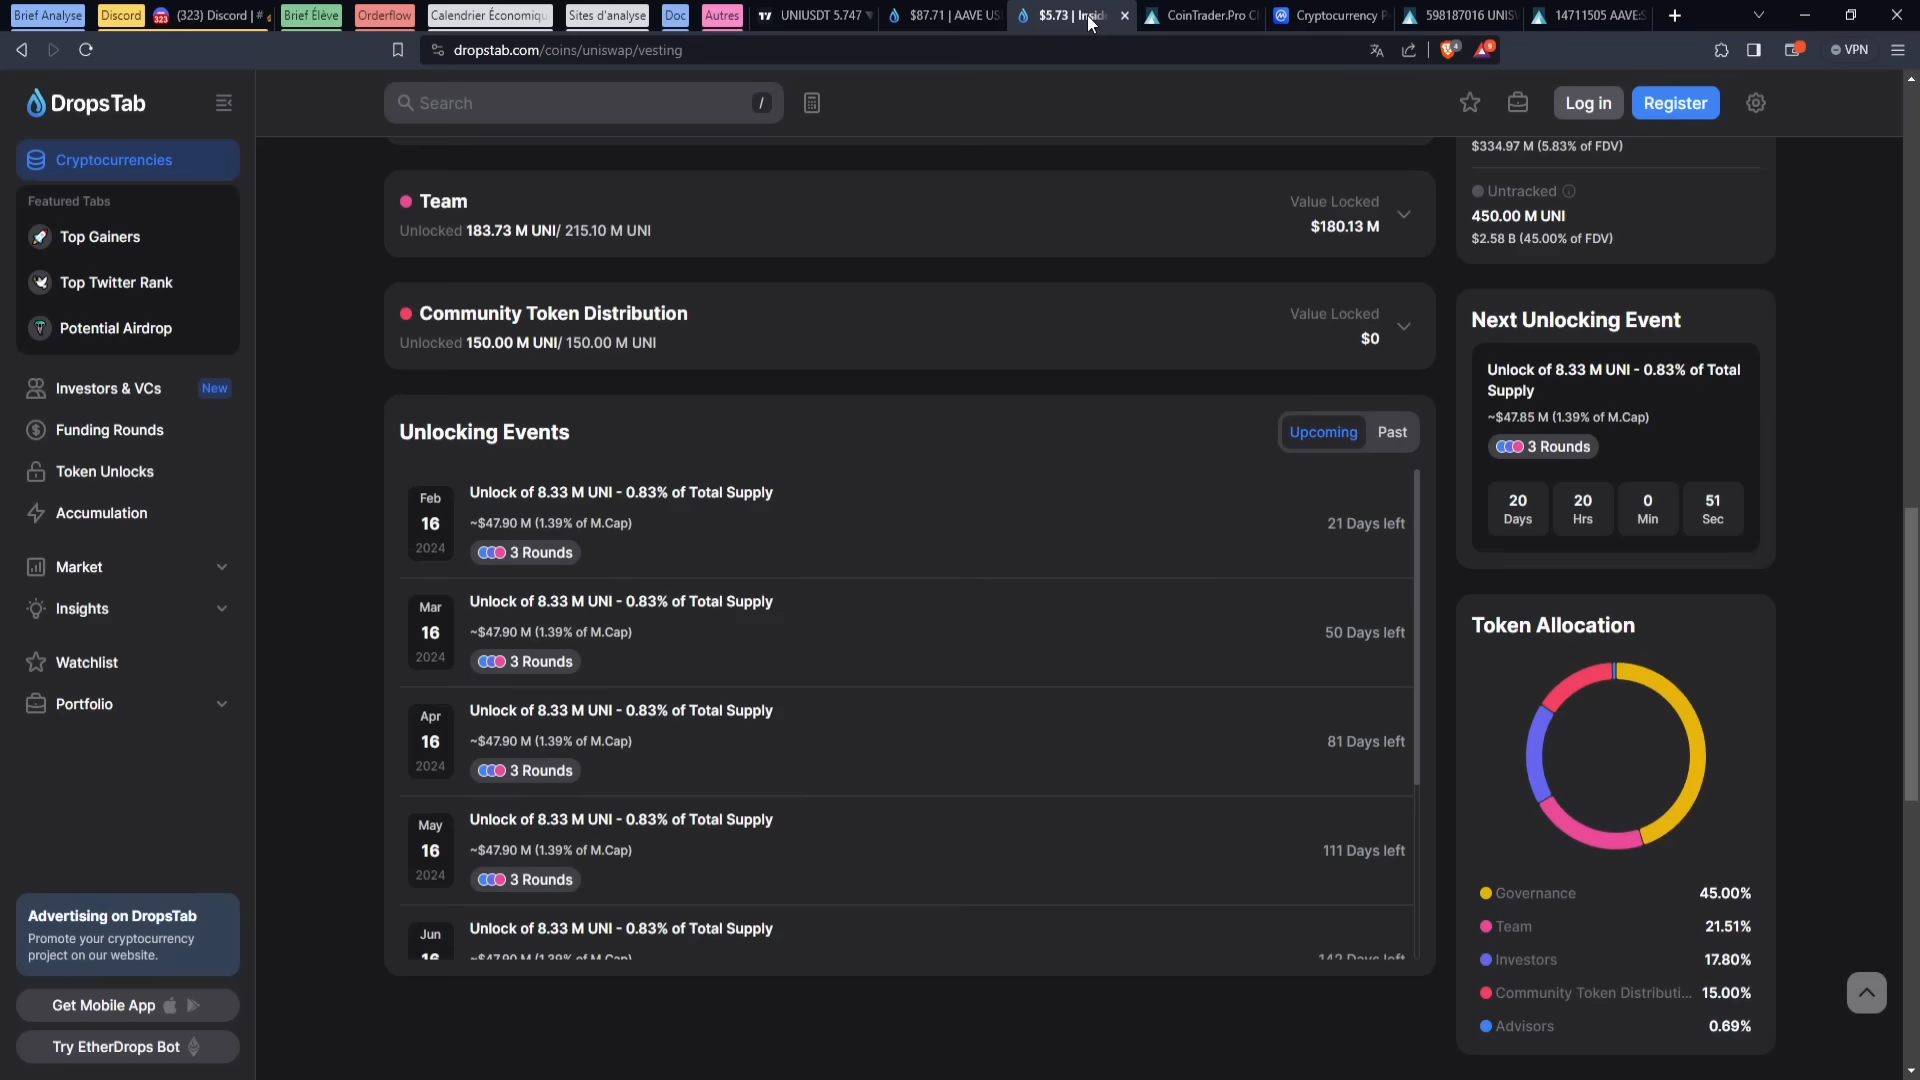 Brief Analyse
Discord
(323) Discord | #
Brief Élève
Orderflow
Calendrier Économiqu
Sites d'analyse
Doc
Autres
UNIUSDT 5.747
$87.71 | AAVE US
$5.73 | Insid
CoinTrader.Pro C
Cryptocurrency P
598187016 UNIS
14711505 AAVE:S
dropstab.com/coins/uniswap/vesting
4
9
VPN
DropsTab
Search
/
Log in
Register
Cryptocurrencies
Featured Tabs
Top Gainers
Top Twitter Rank
Potential Airdrop
Investors & VCs
New
Funding Rounds
Token Unlocks
Accumulation
Market
Insights
Watchlist
Portfolio
Advertising on DropsTab
Promote your cryptocurrency
project on our website.
Get Mobile App
Try EtherDrops Bot
Team
Unlocked 183.73 M UNI/ 215.10 M UNI
Value Locked
$180.13 M
Community Token Distribution
Unlocked 150.00 M UNI/ 150.00 M UNI
Value Locked
$0
Unlocking Events
Upcoming
Past
Feb
16
2024
Unlock of 8.33 M UNI - 0.83% of Total Supply
~$47.90 M (1.39% of M.Cap)
3 Rounds
21 Days left
Mar
16
2024
Unlock of 8.33 M UNI - 0.83% of Total Supply
~$47.90 M (1.39% of M.Cap)
3 Rounds
50 Days left
Apr
16
2024
Unlock of 8.33 M UNI - 0.83% of Total Supply
~$47.90 M (1.39% of M.Cap)
3 Rounds
81 Days left
May
16
2024
Unlock of 8.33 M UNI - 0.83% of Total Supply
~$47.90 M (1.39% of M.Cap)
3 Rounds
111 Days left
Jun
16
Unlock of 8.33 M UNI - 0.83% of Total Supply
~$47.90 M (1.39% of M.Cap)
142 Days left
$334.97 M (5.83% of FDV)
Untracked
450.00 M UNI
$2.58 B (45.00% of FDV)
Next Unlocking Event
Unlock of 8.33 M UNI - 0.83% of Total
Supply
~$47.85 M (1.39% of M.Cap)
3 Rounds
20
Days
20
Hrs
0
Min
51
Sec
Token Allocation
Governance 45.00%
Team 21.51%
Investors 17.80%
Community Token Distributi... 15.00%
Advisors 0.69%